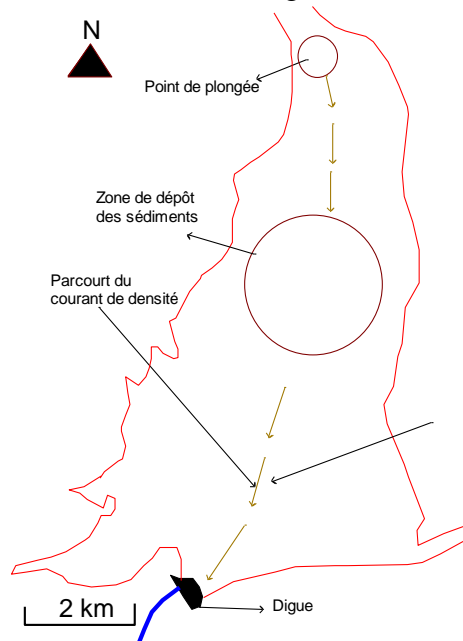 N
Point de plongée
Zone de dépôt
des sédiments
Parcourt du
courant de densité
2 km
Digue